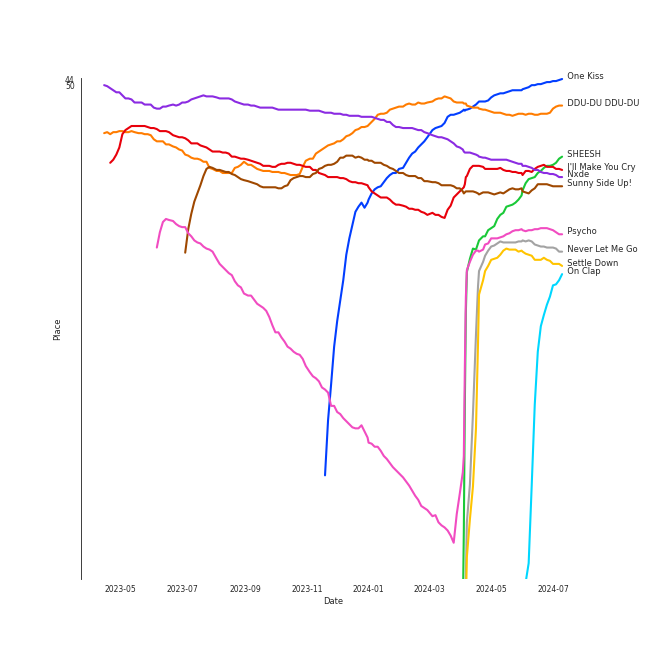 44
50
One Kiss
DDU-DU DDU-DU
SHEESH
I'll Make You Cry
Nxde
Sunny Side Up!
Psycho
Never Let Me Go
Settle Down
On Clap
Place
2023-05 2023-07 2023-09 2023-11 2024-01 2024-03 2024-05 2024-07
Date